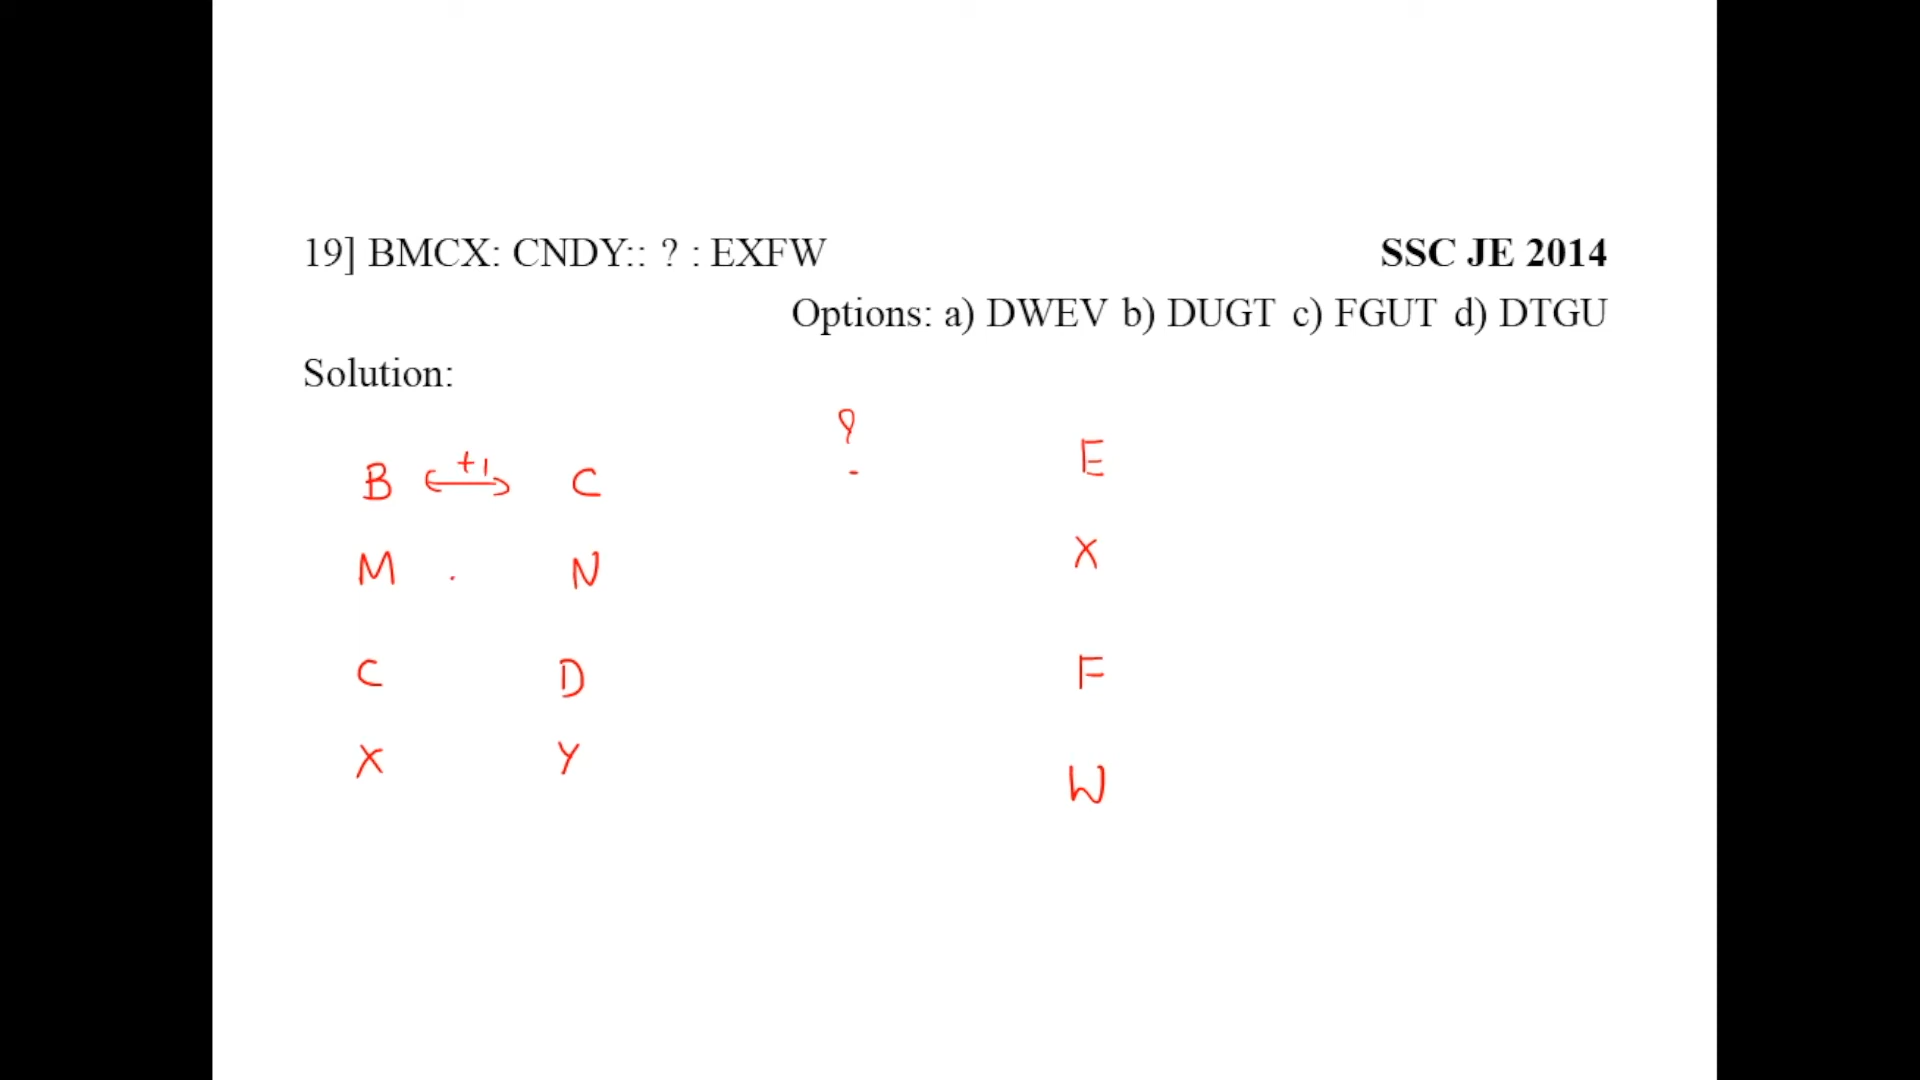 19] BMCX: CNDY:: ? : EXFW SSC JE 2014
Options: a) DWEV b) DUGT c) FGUT d) DTGU
Solution:
B +1 C ? E
M N X
C D F
X Y W